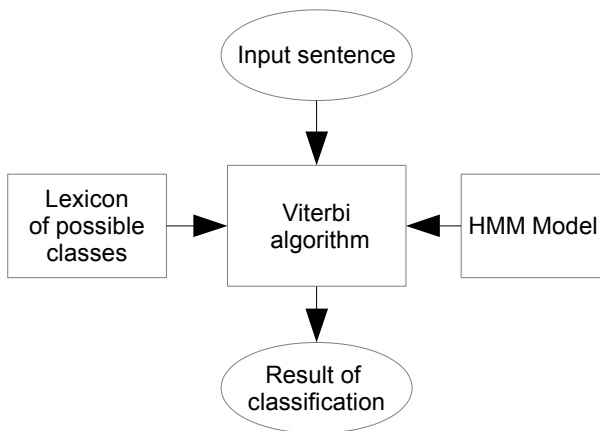 Input sentence
Lexicon
of possible
classes
Viterbi
algorithm
HMM Model
Result of
classification